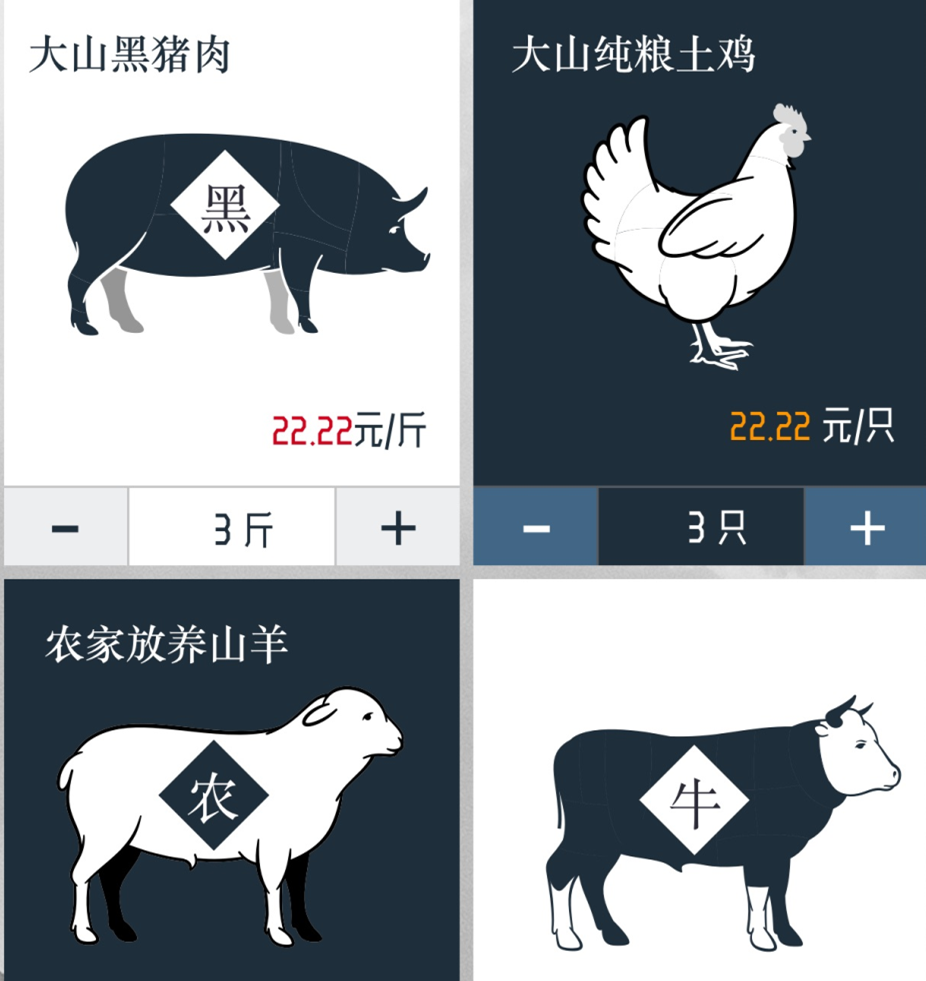 大山黑猪肉
黑
22.22元/斤
- 3 斤 +
大山纯粮土鸡
22.22 元/只
- 3 只 +
农家放养山羊
农
牛